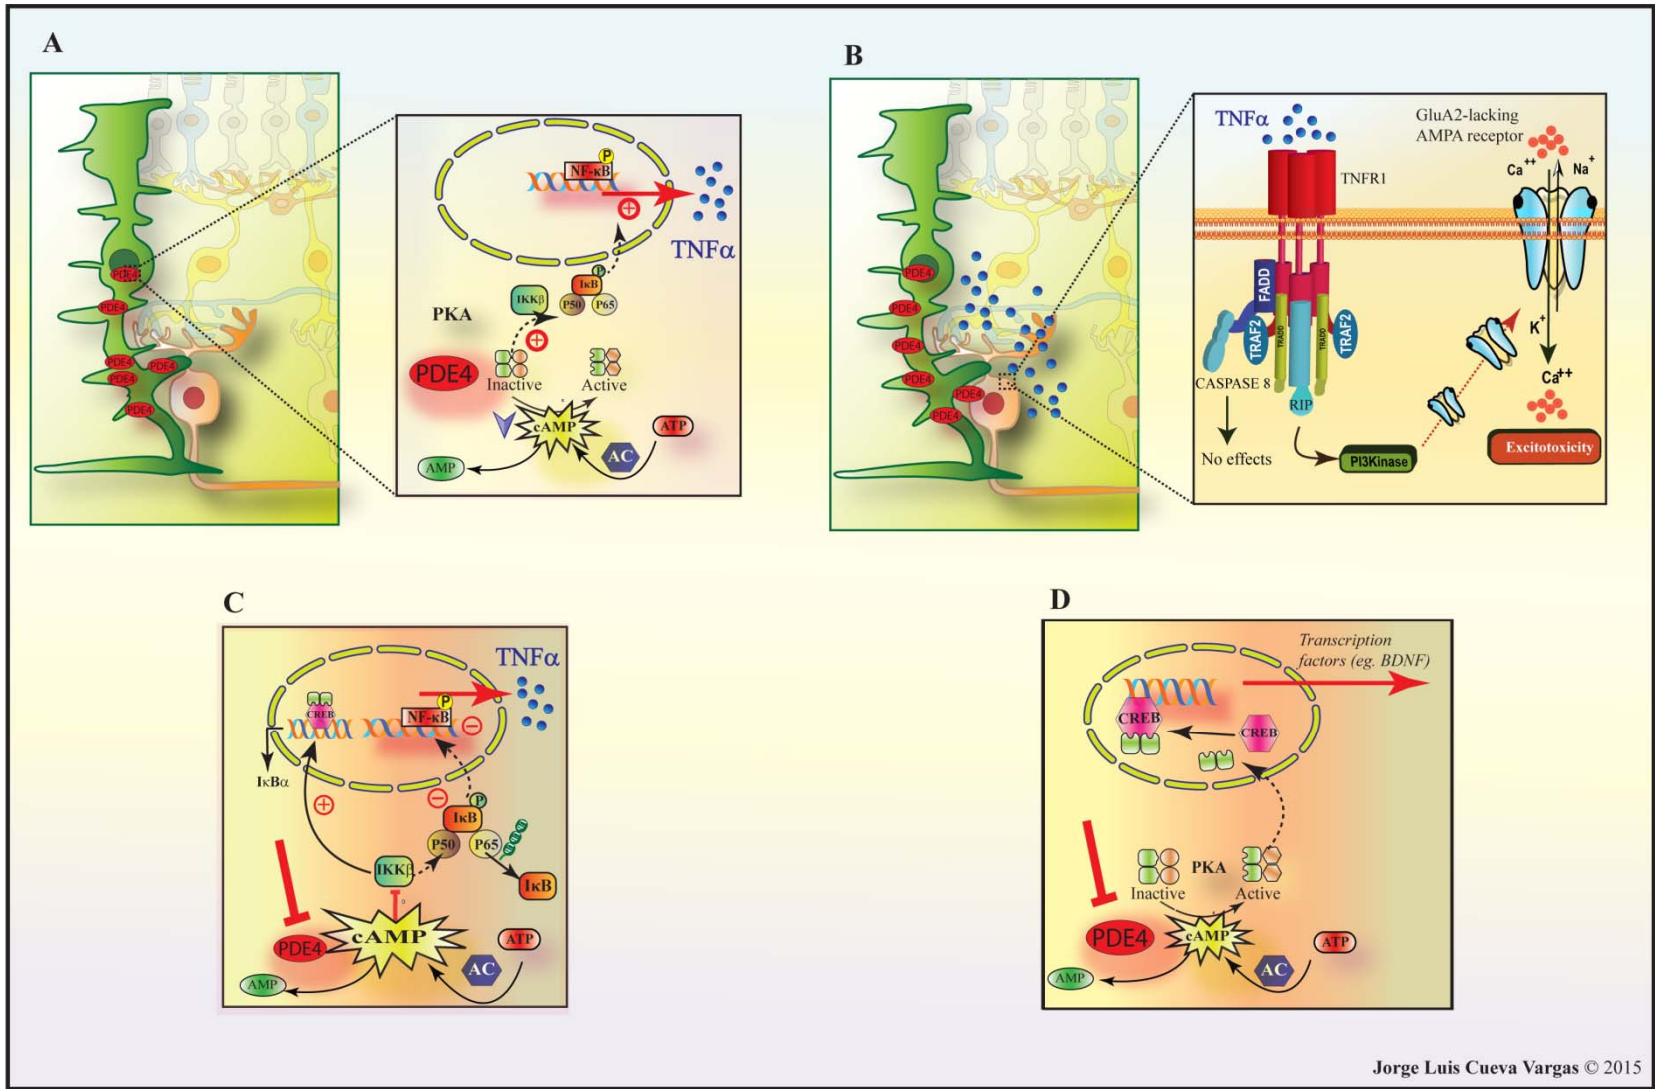 A
PDE4
PDE4
PDE4
PDE4
PDE4
PDE4
NF-κB
P
TNFα
P
IκB
IKKβ
P50
P65
PKA
PDE4
Inactive
Active
cAMP
ATP
AC
AMP
B
PDE4
PDE4
PDE4
PDE4
PDE4
PDE4
TNFα
GluA2-lacking
AMPA receptor
TNFR1
Ca++
Na+
FADD
TRAF2
TRADD
TRADD
TRAF2
K+
CASPASE 8
RIP
Ca++
No effects
PI3Kinase
Excitotoxicity
C
TNFα
P
CREB
NF-κB
IκBα
P
IκB
P50
P65
IKKβ
IκB
cAMP
PDE4
ATP
AC
AMP
D
Transcription
factors (eg. BDNF)
CREB
CREB
PKA
Inactive
Active
PDE4
cAMP
ATP
AC
AMP
Jorge Luis Cueva Vargas © 2015